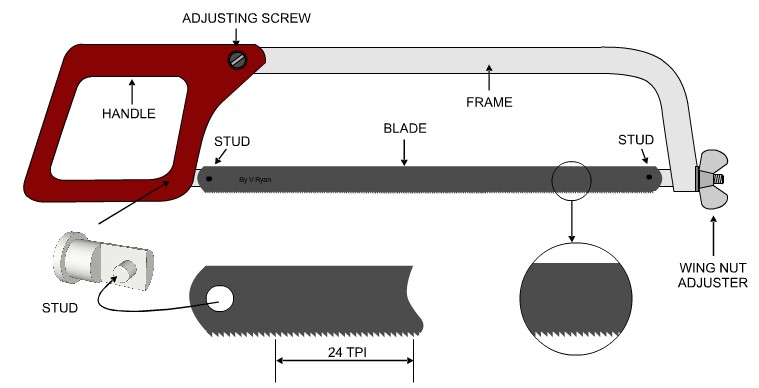 ADJUSTING SCREW
HANDLE
FRAME
STUD
BLADE
STUD
By V Ryan
WING NUT
ADJUSTER
STUD
24 TPI